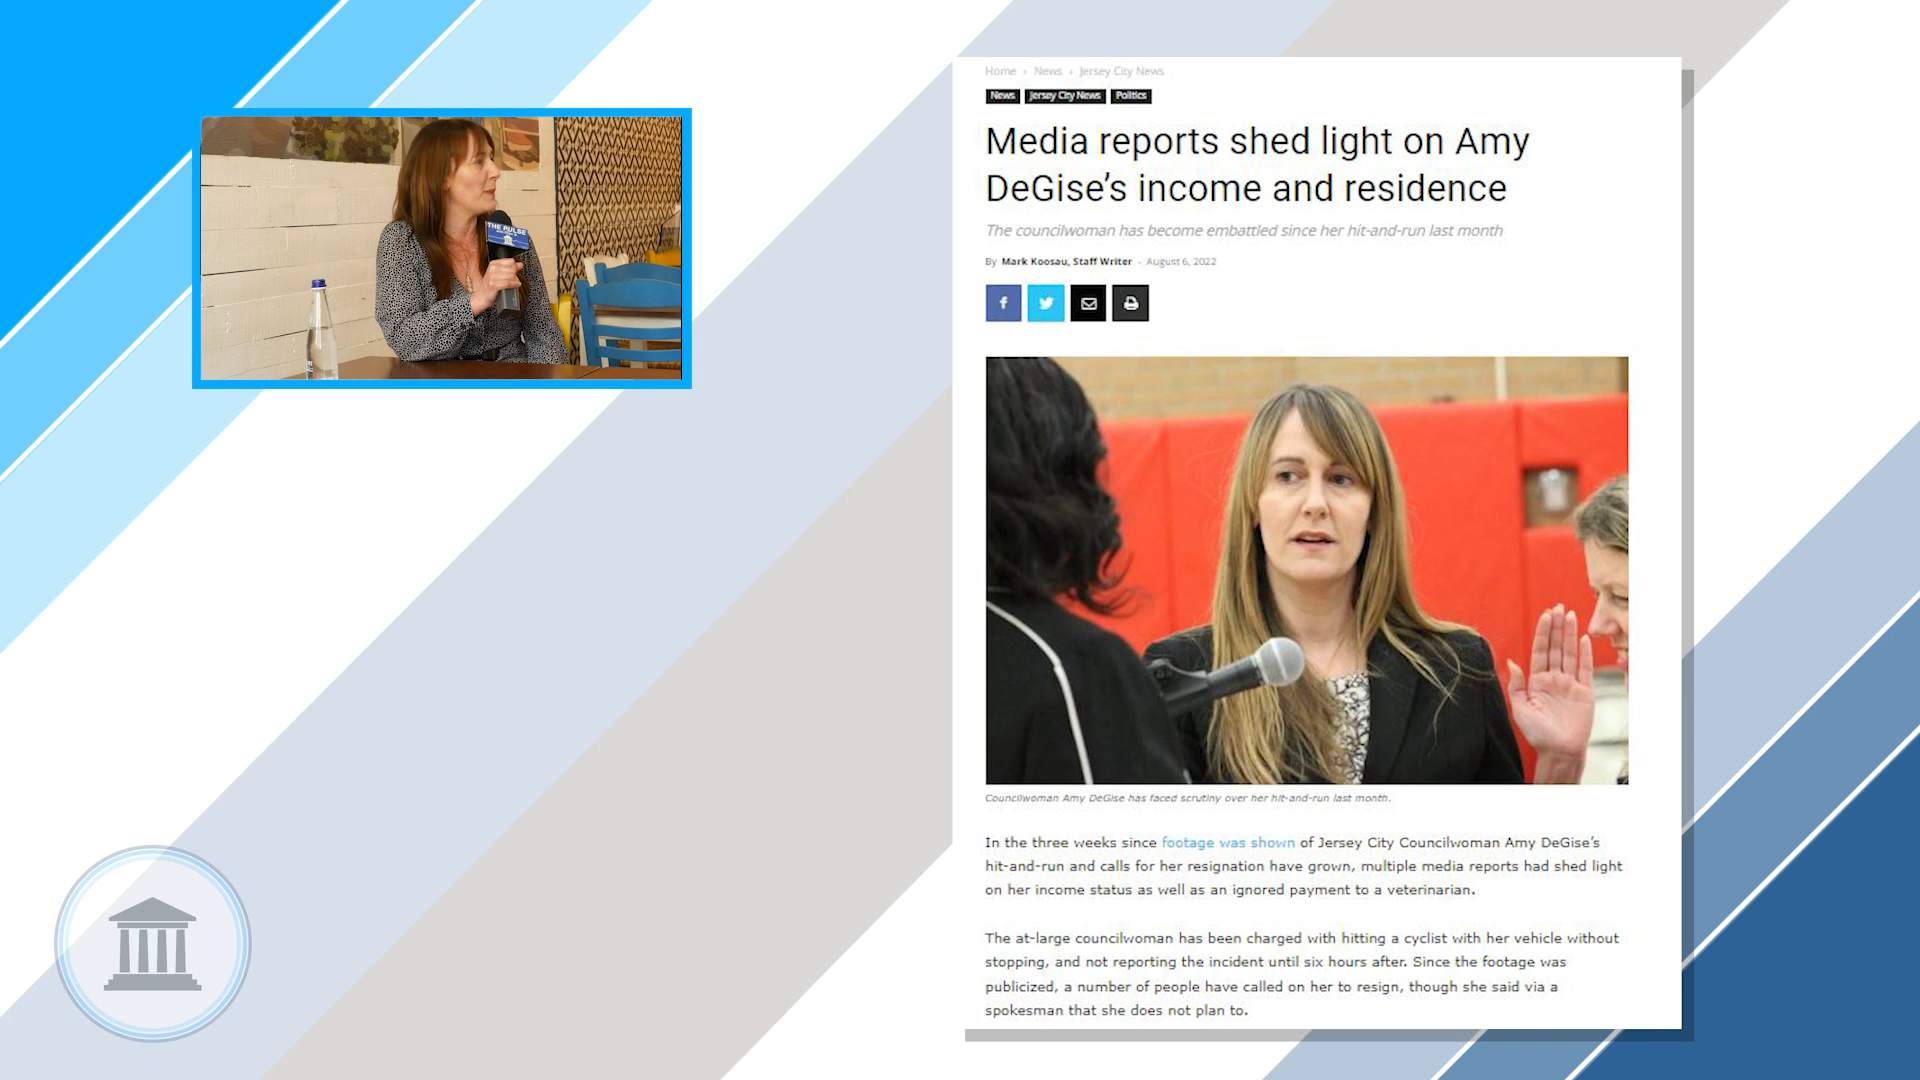 THE PULSE
Home › News › Jersey City News
News Jersey City News Politics
Media reports shed light on Amy
DeGise's income and residence
The councilwoman has become embattled since her hit-and-run last month
By Mark Koosau, Staff Writer - August 6, 2022
Councilwoman Amy DeGise has faced scrutiny over her hit-and-run last month.
In the three weeks since footage was shown of Jersey City Councilwoman Amy DeGise's
hit-and-run and calls for her resignation have grown, multiple media reports had shed light
on her income status as well as an ignored payment to a veterinarian.
The at-large councilwoman has been charged with hitting a cyclist with her vehicle without
stopping, and not reporting the incident until six hours after. Since the footage was
publicized, a number of people have called on her to resign, though she said via a
spokesman that she does not plan to.